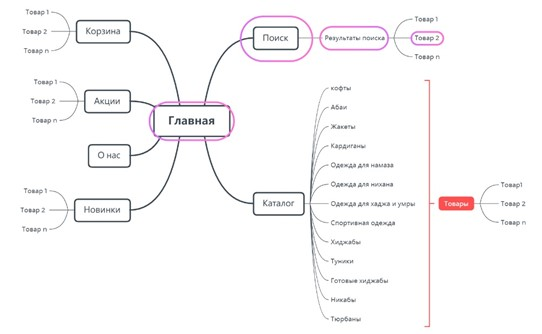 Товар 1
Товар 2
Товар n
Корзина
Товар 1
Товар 2
Товар n
Акции
О нас
Товар 1
Товар 2
Товар n
Новинки
Главная
Поиск
Результаты поиска
Товар 1
Товар 2
Товар n
Каталог
кофты
Абаи
Жакеты
Кардиганы
Одежда для намаза
Одежда для нихана
Одежда для хаджа и умры
Спортивная одежда
Хиджабы
Туники
Готовые хиджабы
Никабы
Тюрбаны
Товары
Товар1
Товар 2
Товар n